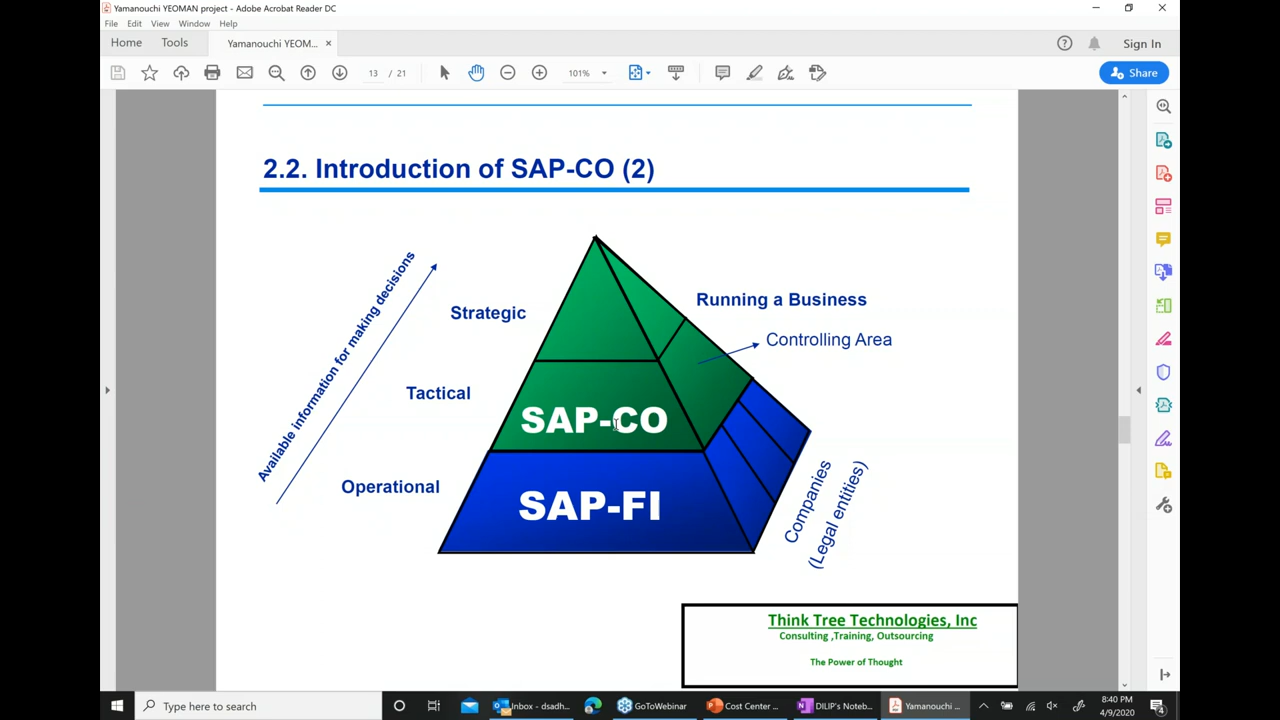 Yamanouchi YEOMAN project - Adobe Acrobat Reader DC
File Edit View Window Help
Home Tools Yamanouchi YEOM... × Sign In
13 / 21 101% Share
2.2. Introduction of SAP-CO (2)
Available information for making decisions
Strategic
Running a Business
Controlling Area
Tactical
SAP-CO
Operational
SAP-FI
Companies
(Legal entities)
Think Tree Technologies, Inc
Consulting ,Training, Outsourcing
The Power of Thought
Type here to search
Inbox - dsadh...
GoToWebinar
Cost Center ...
DILIP's Noteb...
Yamanouchi ...
8:40 PM
4/9/2020
4